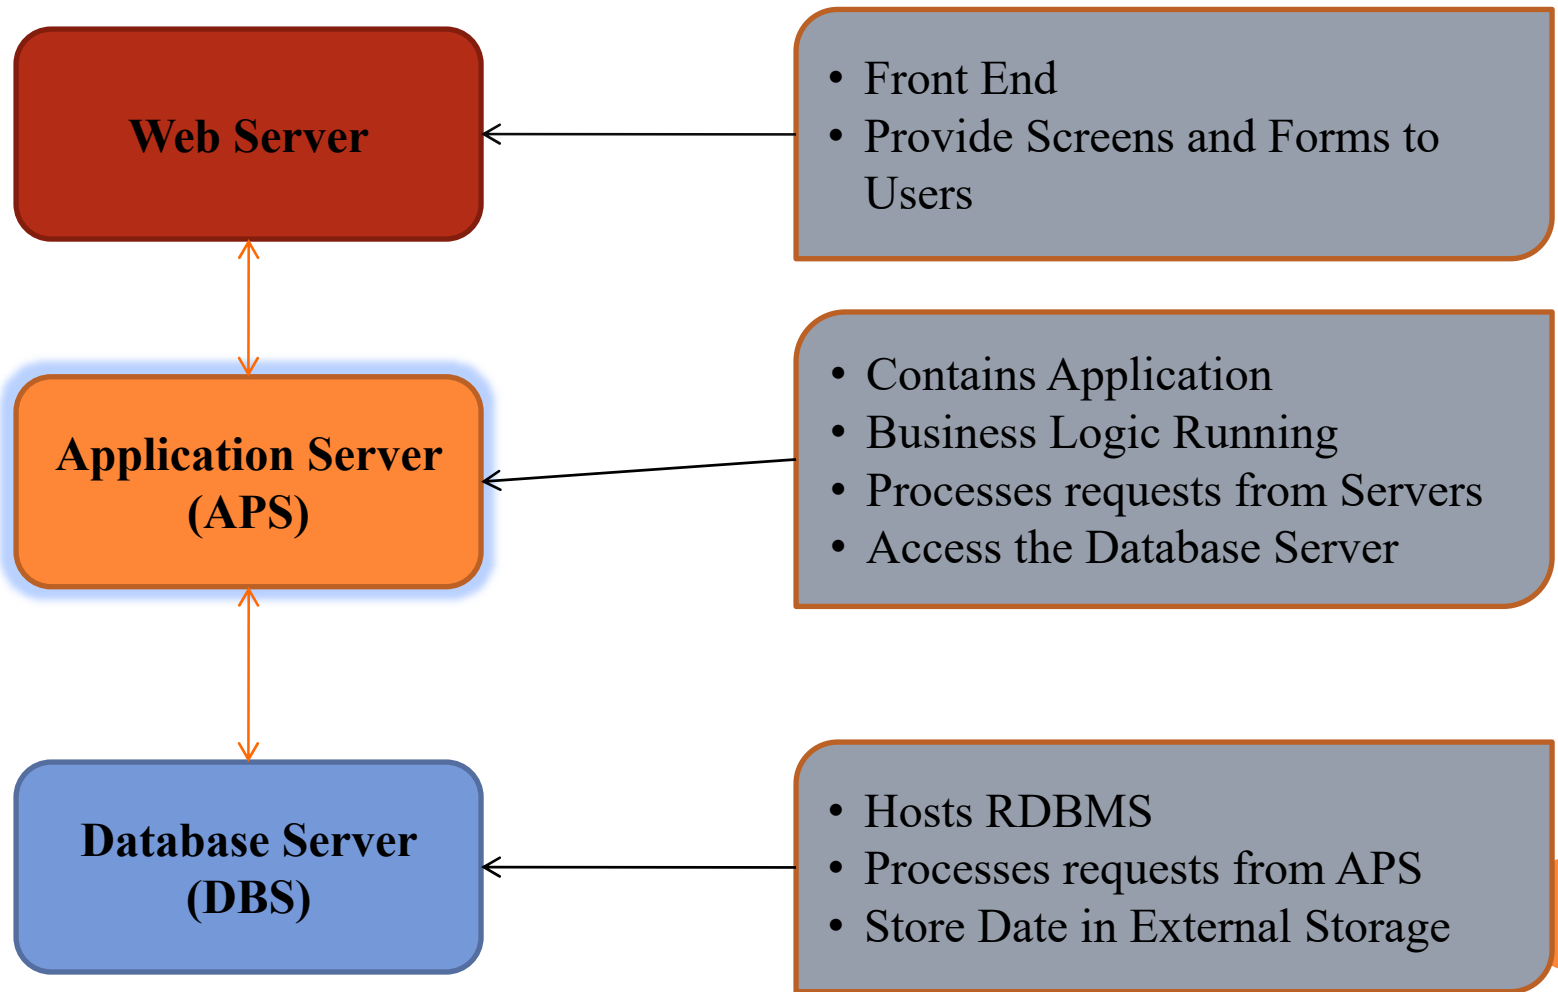 Web Server
• Front End
• Provide Screens and Forms to
Users
Application Server
(APS)
• Contains Application
• Business Logic Running
• Processes requests from Servers
• Access the Database Server
Database Server
(DBS)
• Hosts RDBMS
• Processes requests from APS
• Store Date in External Storage